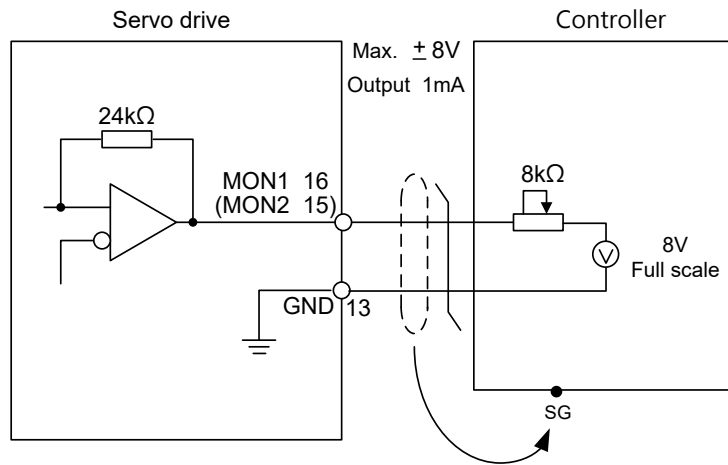 Servo drive
Controller
Max. ± 8V
Output 1mA
24kΩ
MON1 16
(MON2 15)
8kΩ
V
8V
Full scale
GND 13
SG